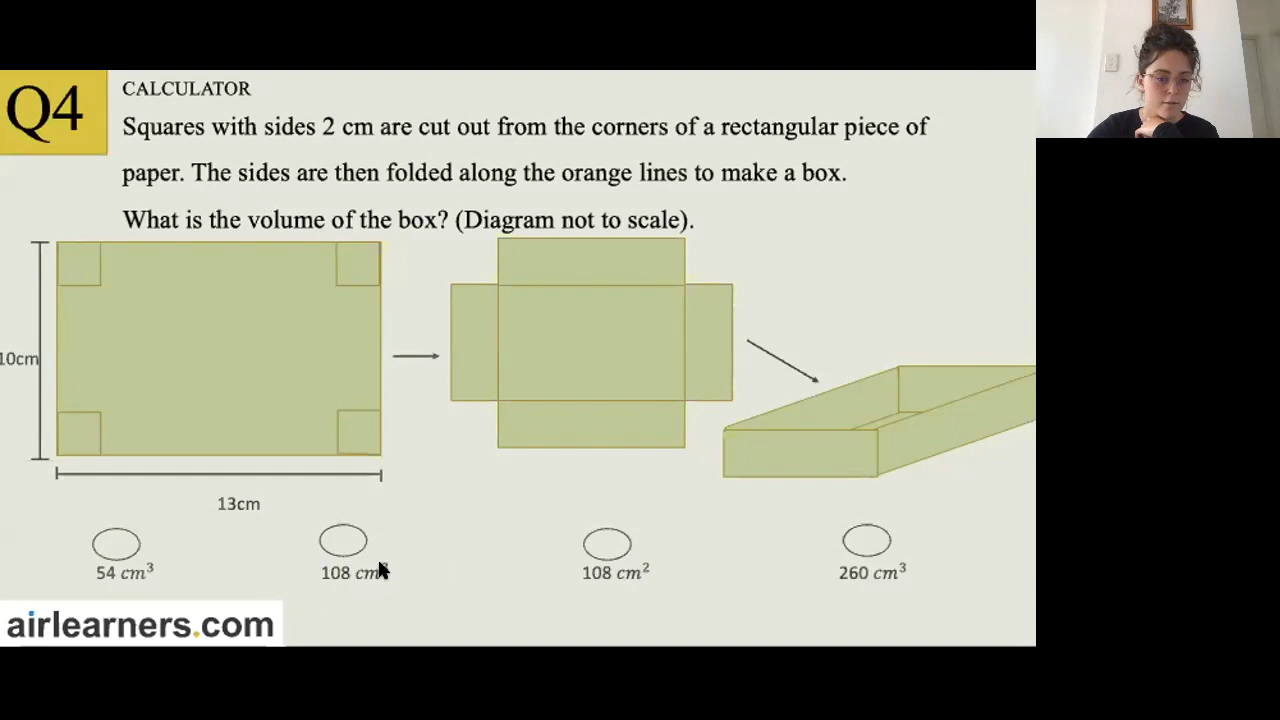 Q4
CALCULATOR
Squares with sides 2 cm are cut out from the corners of a rectangular piece of
paper. The sides are then folded along the orange lines to make a box.
What is the volume of the box? (Diagram not to scale).
10cm
13cm
54 cm³
108 cm
108 cm²
260 cm³
airlearners.com